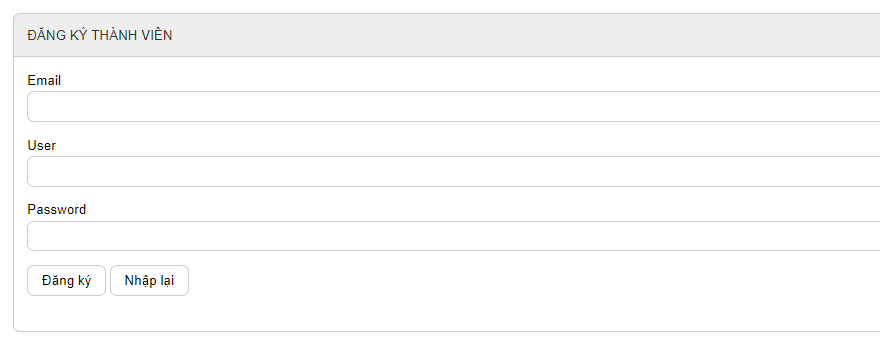 ĐĂNG KÝ THÀNH VIÊN
Email
User
Password
Đăng ký Nhập lại